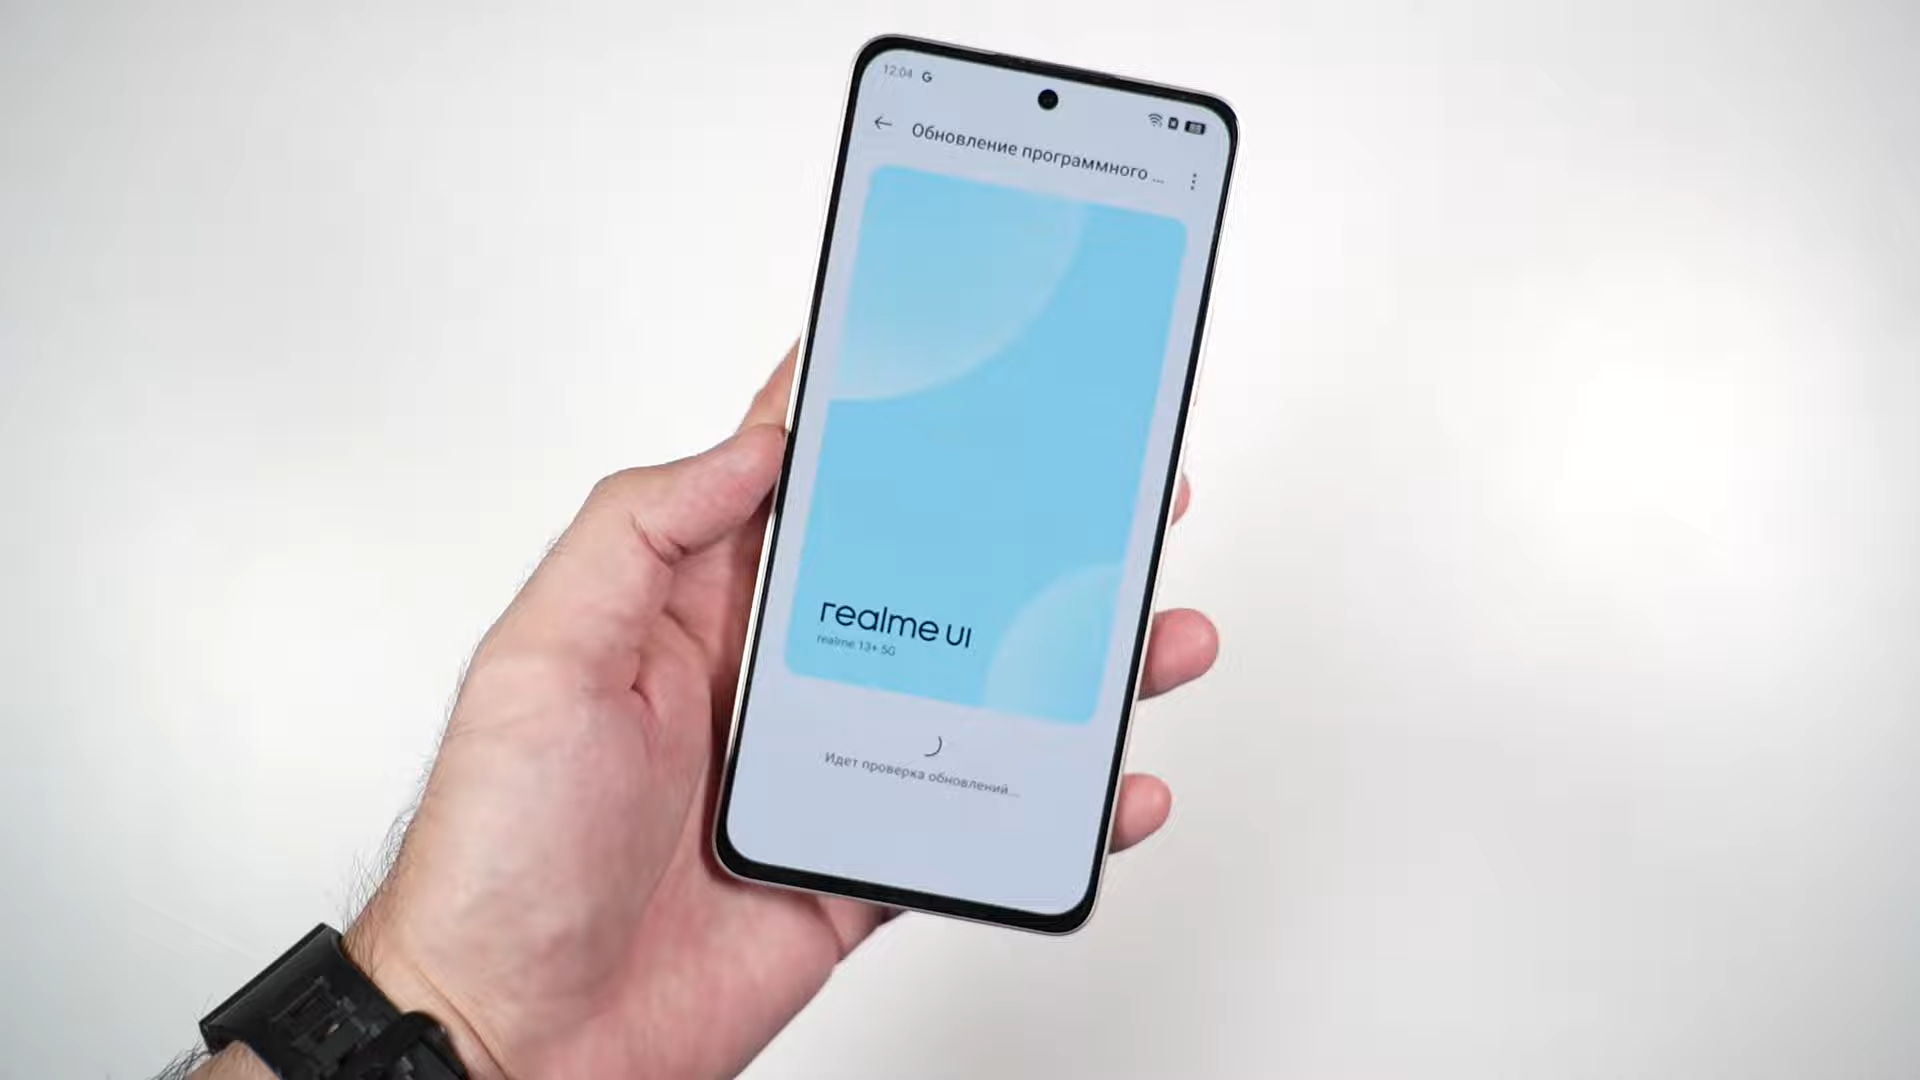 12:04 G
Обновление программного ...
realme UI
realme 13+ 5G
Идет проверка обновлений...